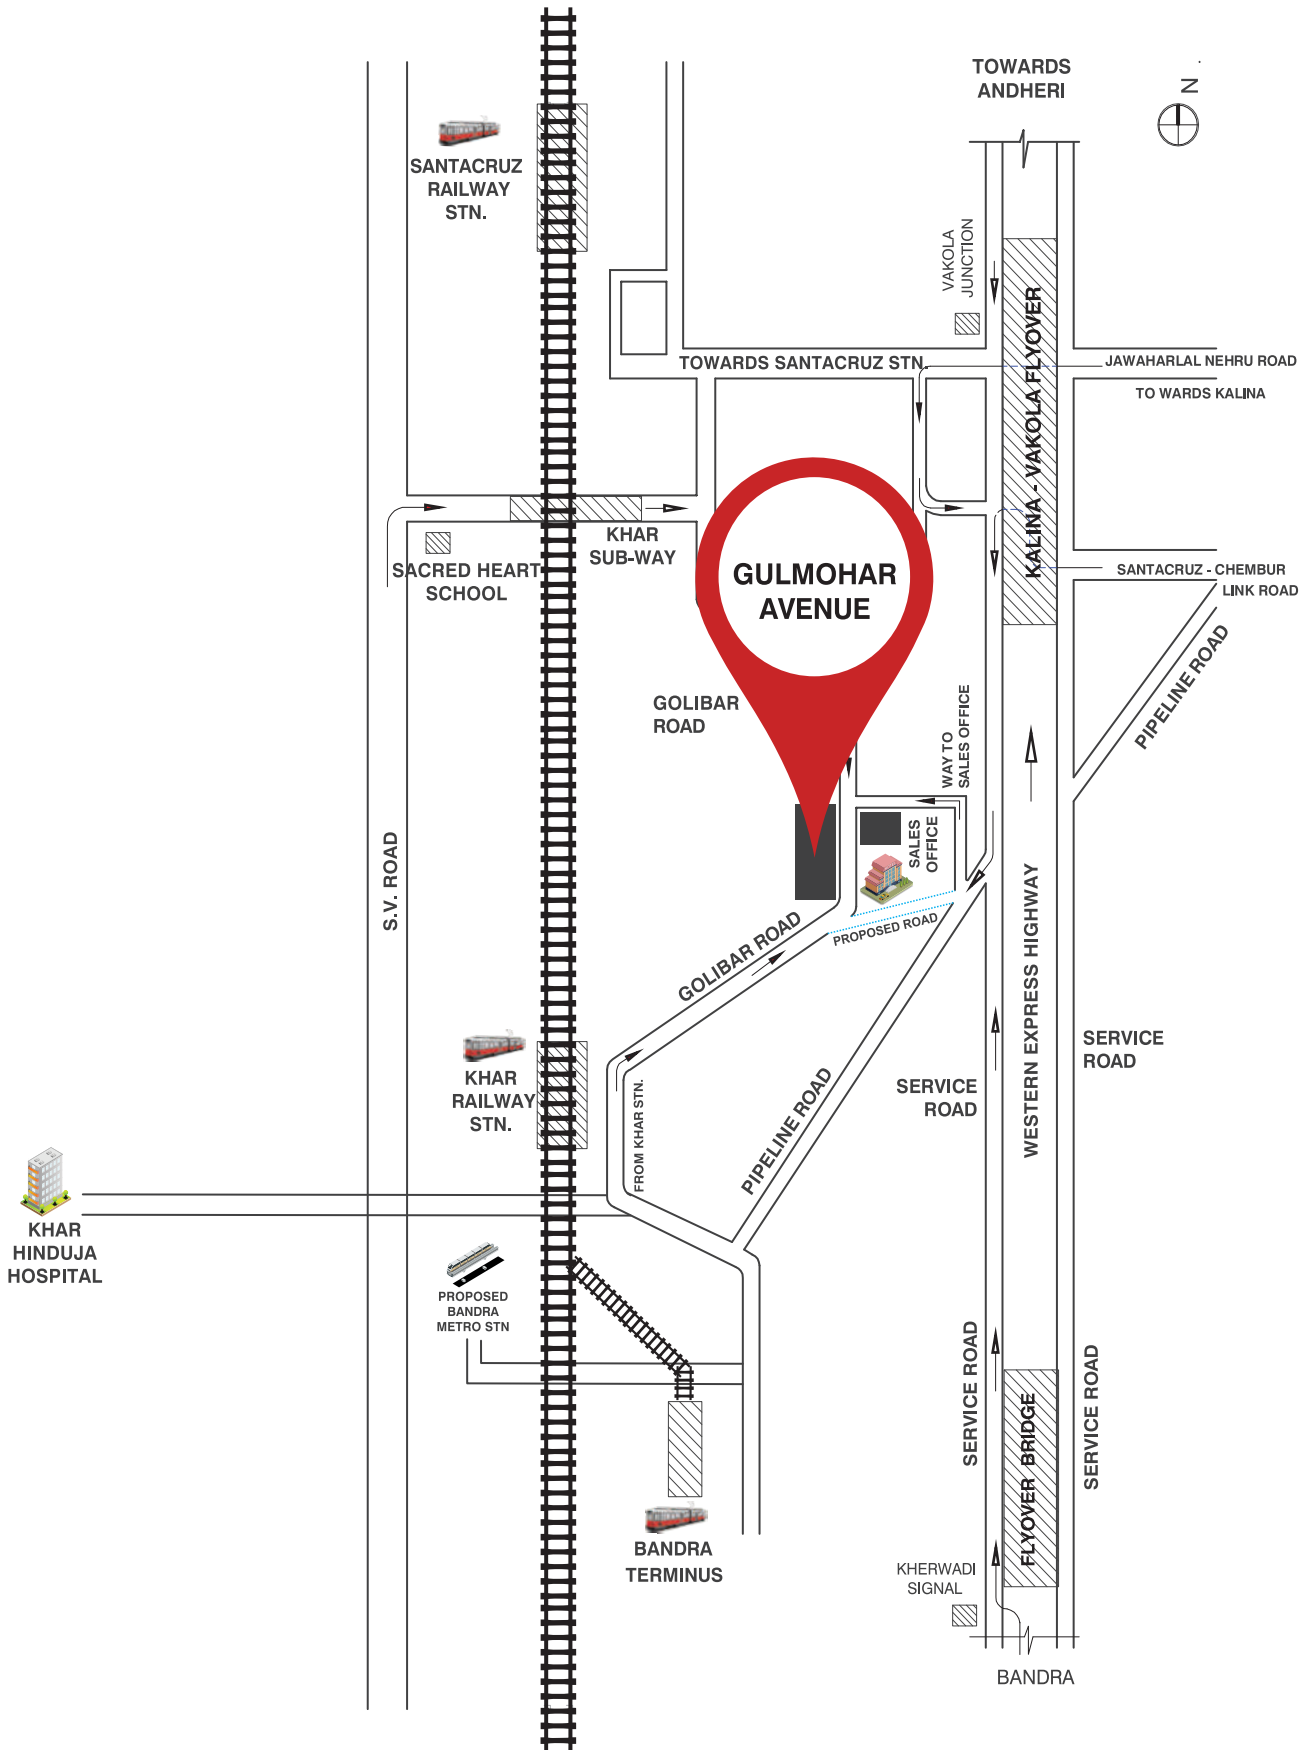 TOWARDS
ANDHERI
N
SANTACRUZ
RAILWAY
STN.
VAKOLA
JUNCTION
KALINA - VAKOLA FLYOVER
TOWARDS SANTACRUZ STN.
JAWAHARLAL NEHRU ROAD
TO WARDS KALINA
KHAR
SUB-WAY
SACRED HEART
SCHOOL
GULMOHAR
AVENUE
SANTACRUZ - CHEMBUR
LINK ROAD
PIPELINE ROAD
GOLIBAR
ROAD
WAY TO
SALES OFFICE
SALES
OFFICE
S.V. ROAD
PROPOSED ROAD
GOLIBAR ROAD
WESTERN EXPRESS HIGHWAY
SERVICE
ROAD
KHAR
RAILWAY
STN.
FROM KHAR STN.
PIPELINE ROAD
SERVICE
ROAD
KHAR
HINDUJA
HOSPITAL
PROPOSED
BANDRA
METRO STN
SERVICE ROAD
FLYOVER BRIDGE
SERVICE ROAD
BANDRA
TERMINUS
KHERWADI
SIGNAL
BANDRA